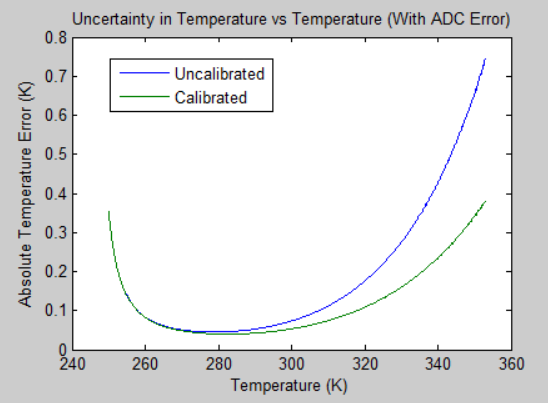 Uncertainty in Temperature vs Temperature (With ADC Error)
0.8
0.7
0.6
0.5
0.4
0.3
0.2
0.1
0
Absolute Temperature Error (K)
Uncalibrated
Calibrated
240 260 280 300 320 340 360
Temperature (K)